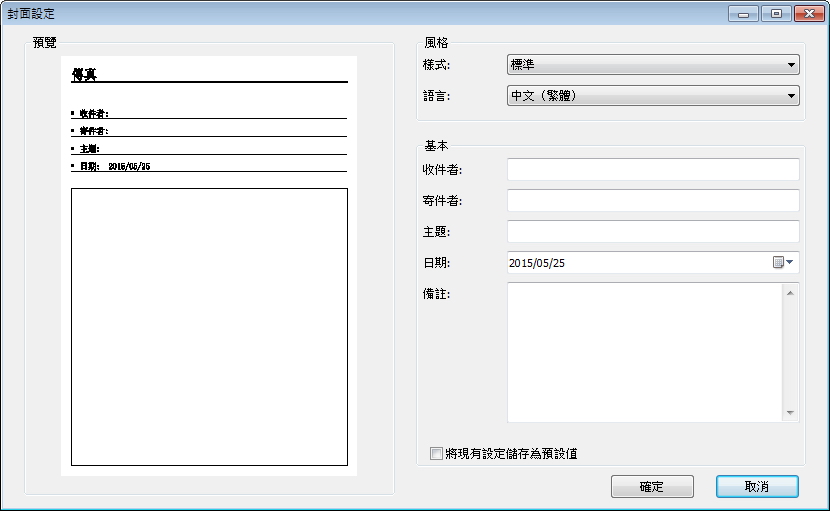 封面設定
預覽
傳真
▪ 收件者:
▪ 寄件者:
▪ 主題:
▪ 日期: 2015/05/25
風格
樣式: 標準
語言: 中文（繁體）
基本
收件者:
寄件者:
主題:
日期: 2015/05/25
備註:
將現有設定儲存為預設值
確定 取消